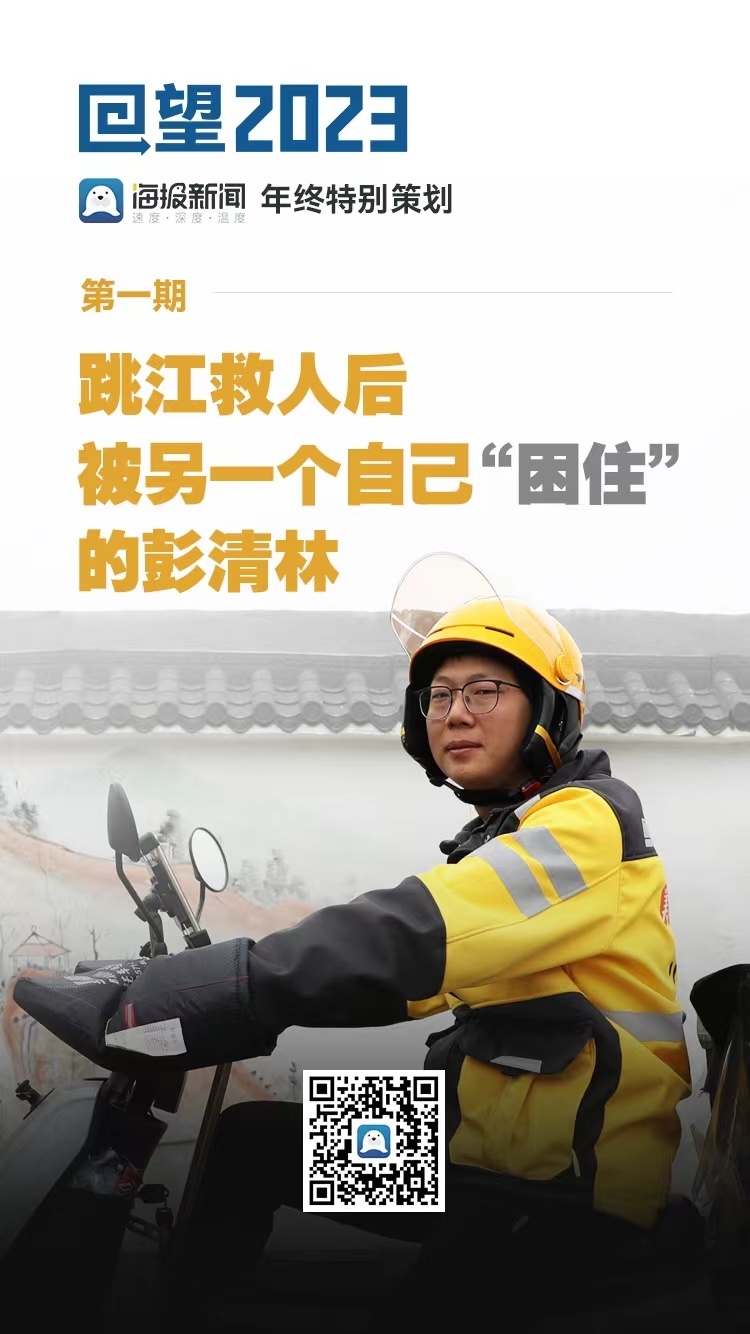 回望2023
海报新闻 年终特别策划
速度·深度·温度
第一期
跳江救人后
被另一个自己“困住”
的彭清林